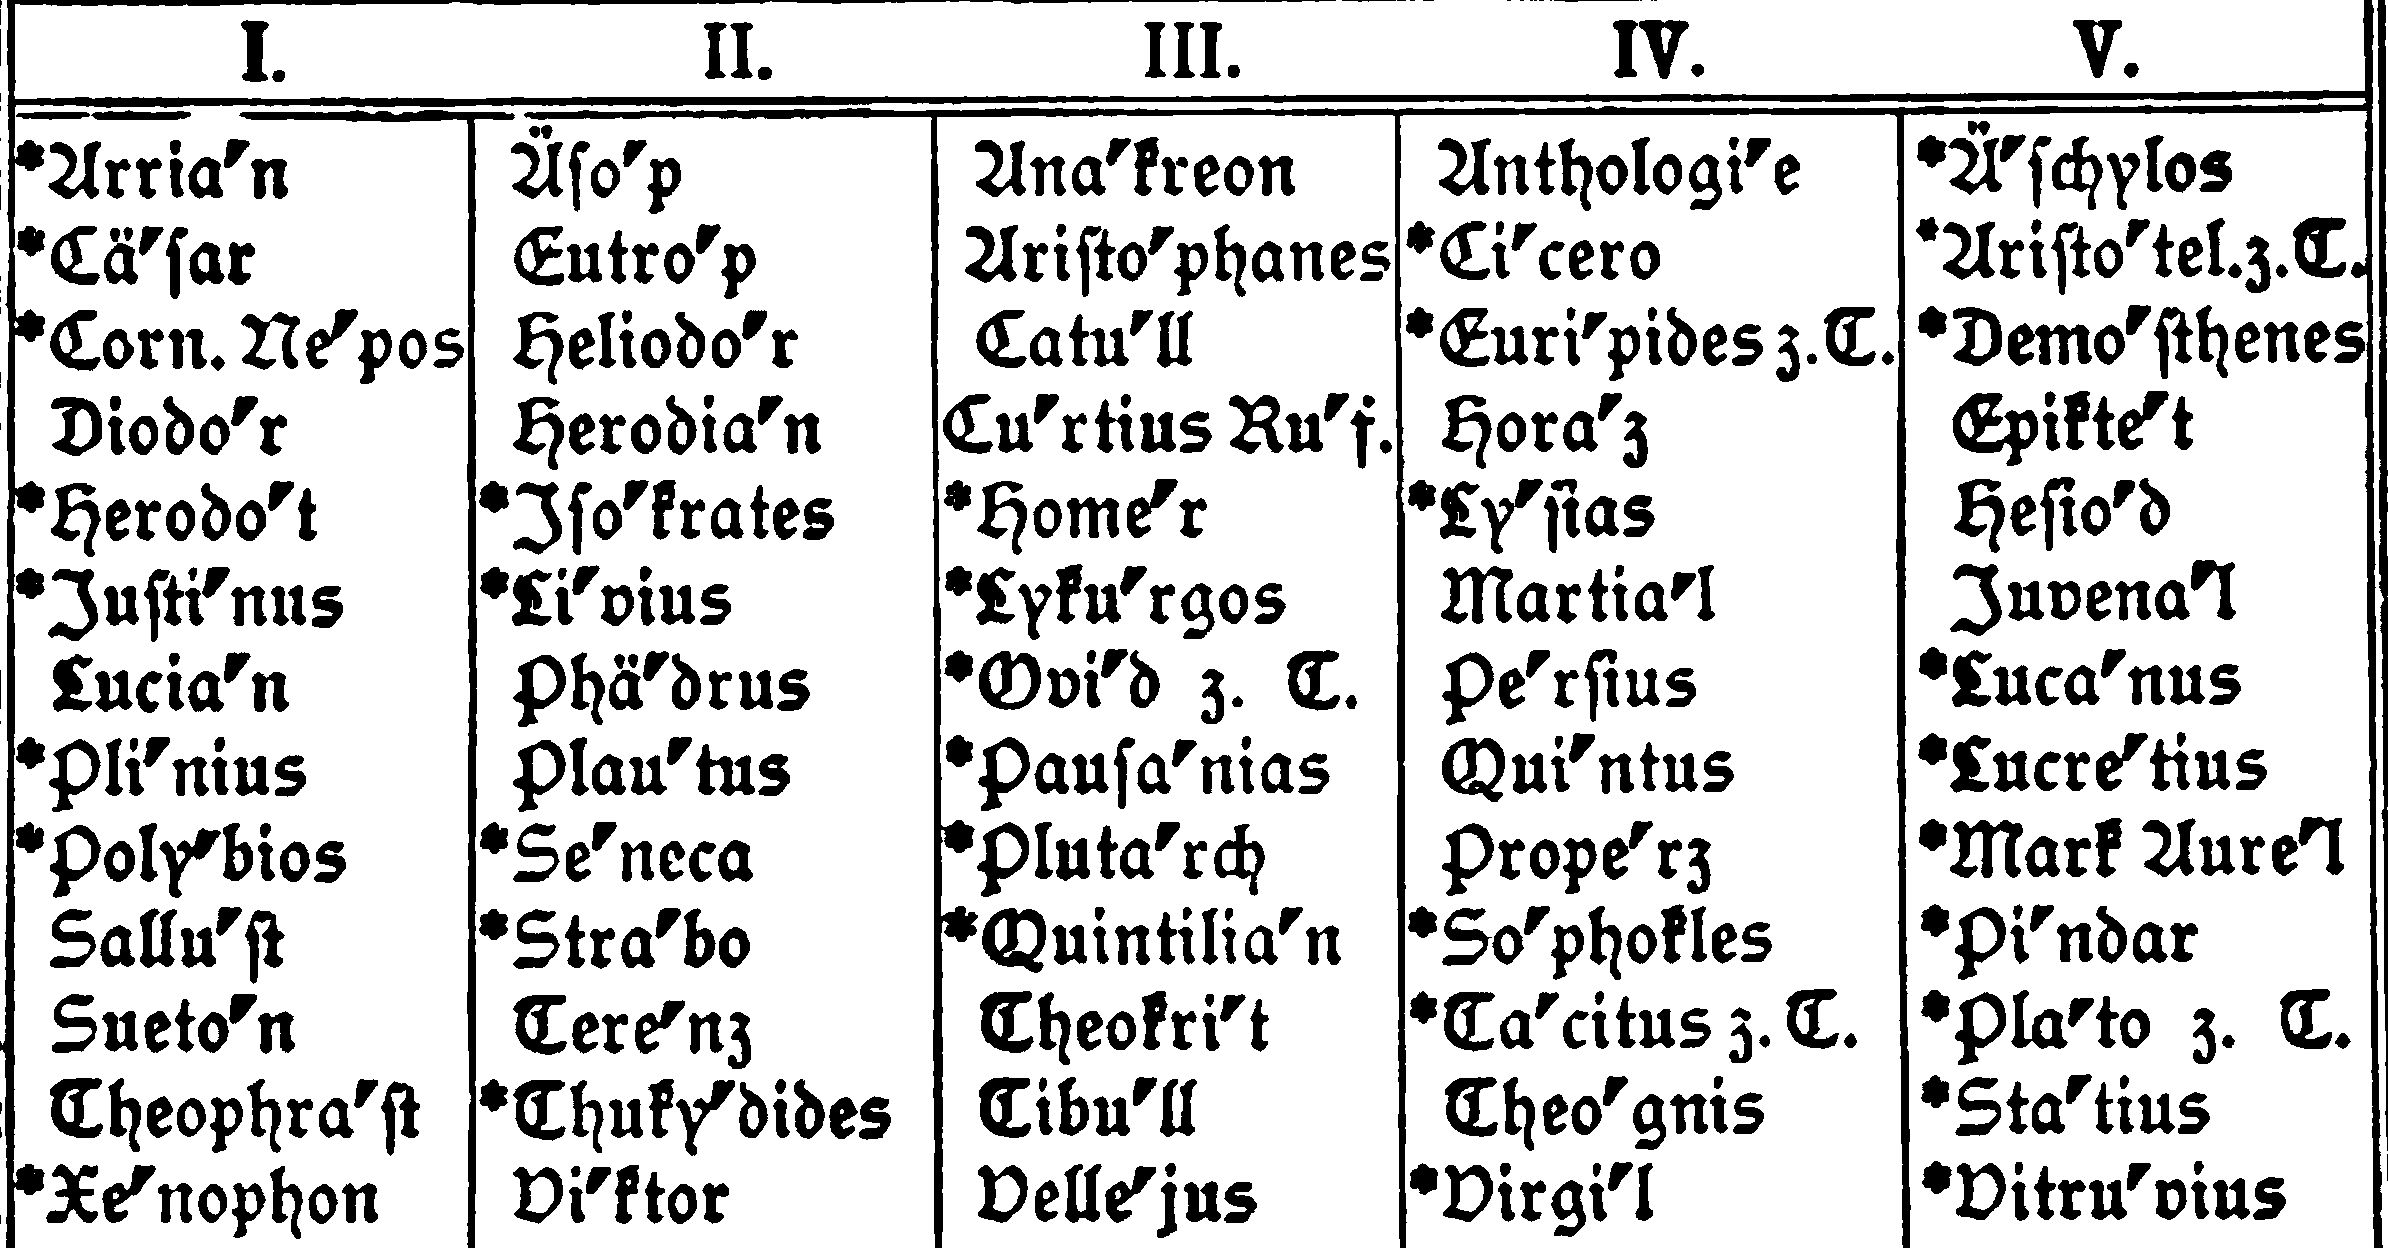 I. II. III. IV. V.
*Arria′n Äſo′p Ana′kreon Anthologi′e *Ä′ſchylos
*Cä′ſar Eutro′p Ariſto′phanes *Ci′cero *Ariſto′tel. z. T.
*Corn. Ne′pos Heliodo′r Catu′ll *Euri′pides z. T. *Demo′ſthenes
Diodo′r Herodia′n Cu′rtius Ru′f. Hora′z Epikte′t
*Herodo′t *Iſo′krates *Home′r *Ly′ſias Heſio′d
*Juſti′nus *Li′vius *Lyku′rgos Martia′l Juvena′l
Lucia′n Phä′drus *Ovi′d z. T. Pe′rſius *Luca′nus
*Pli′nius Plau′tus *Pauſa′nias Qui′ntus *Lucre′tius
*Poly′bios *Se′neca *Pluta′rch Prope′rz *Mark Aure′l
Sallu′ſt *Stra′bo *Quintilia′n *So′phokles *Pi′ndar
Sueto′n Tere′nz Theokri′t *Ta′citus z. T. *Pla′to z. T.
Theophra′ſt *Thuky′dides Tibu′ll Theo′gnis *Sta′tius
*Xe′nophon Vi′ktor Velle′jus *Virgi′l *Vitru′vius